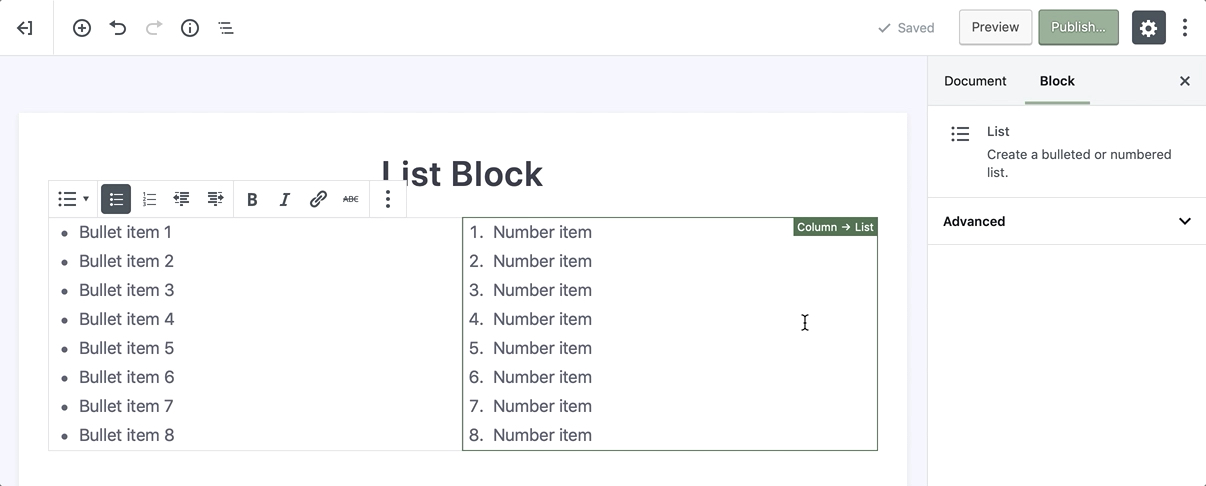 Saved Preview Publish...
Document Block
List
Create a bulleted or numbered
list.
Advanced
List Block
B I ABC
Column → List
• Bullet item 1
• Bullet item 2
• Bullet item 3
• Bullet item 4
• Bullet item 5
• Bullet item 6
• Bullet item 7
• Bullet item 8
1. Number item
2. Number item
3. Number item
4. Number item
5. Number item
6. Number item
7. Number item
8. Number item